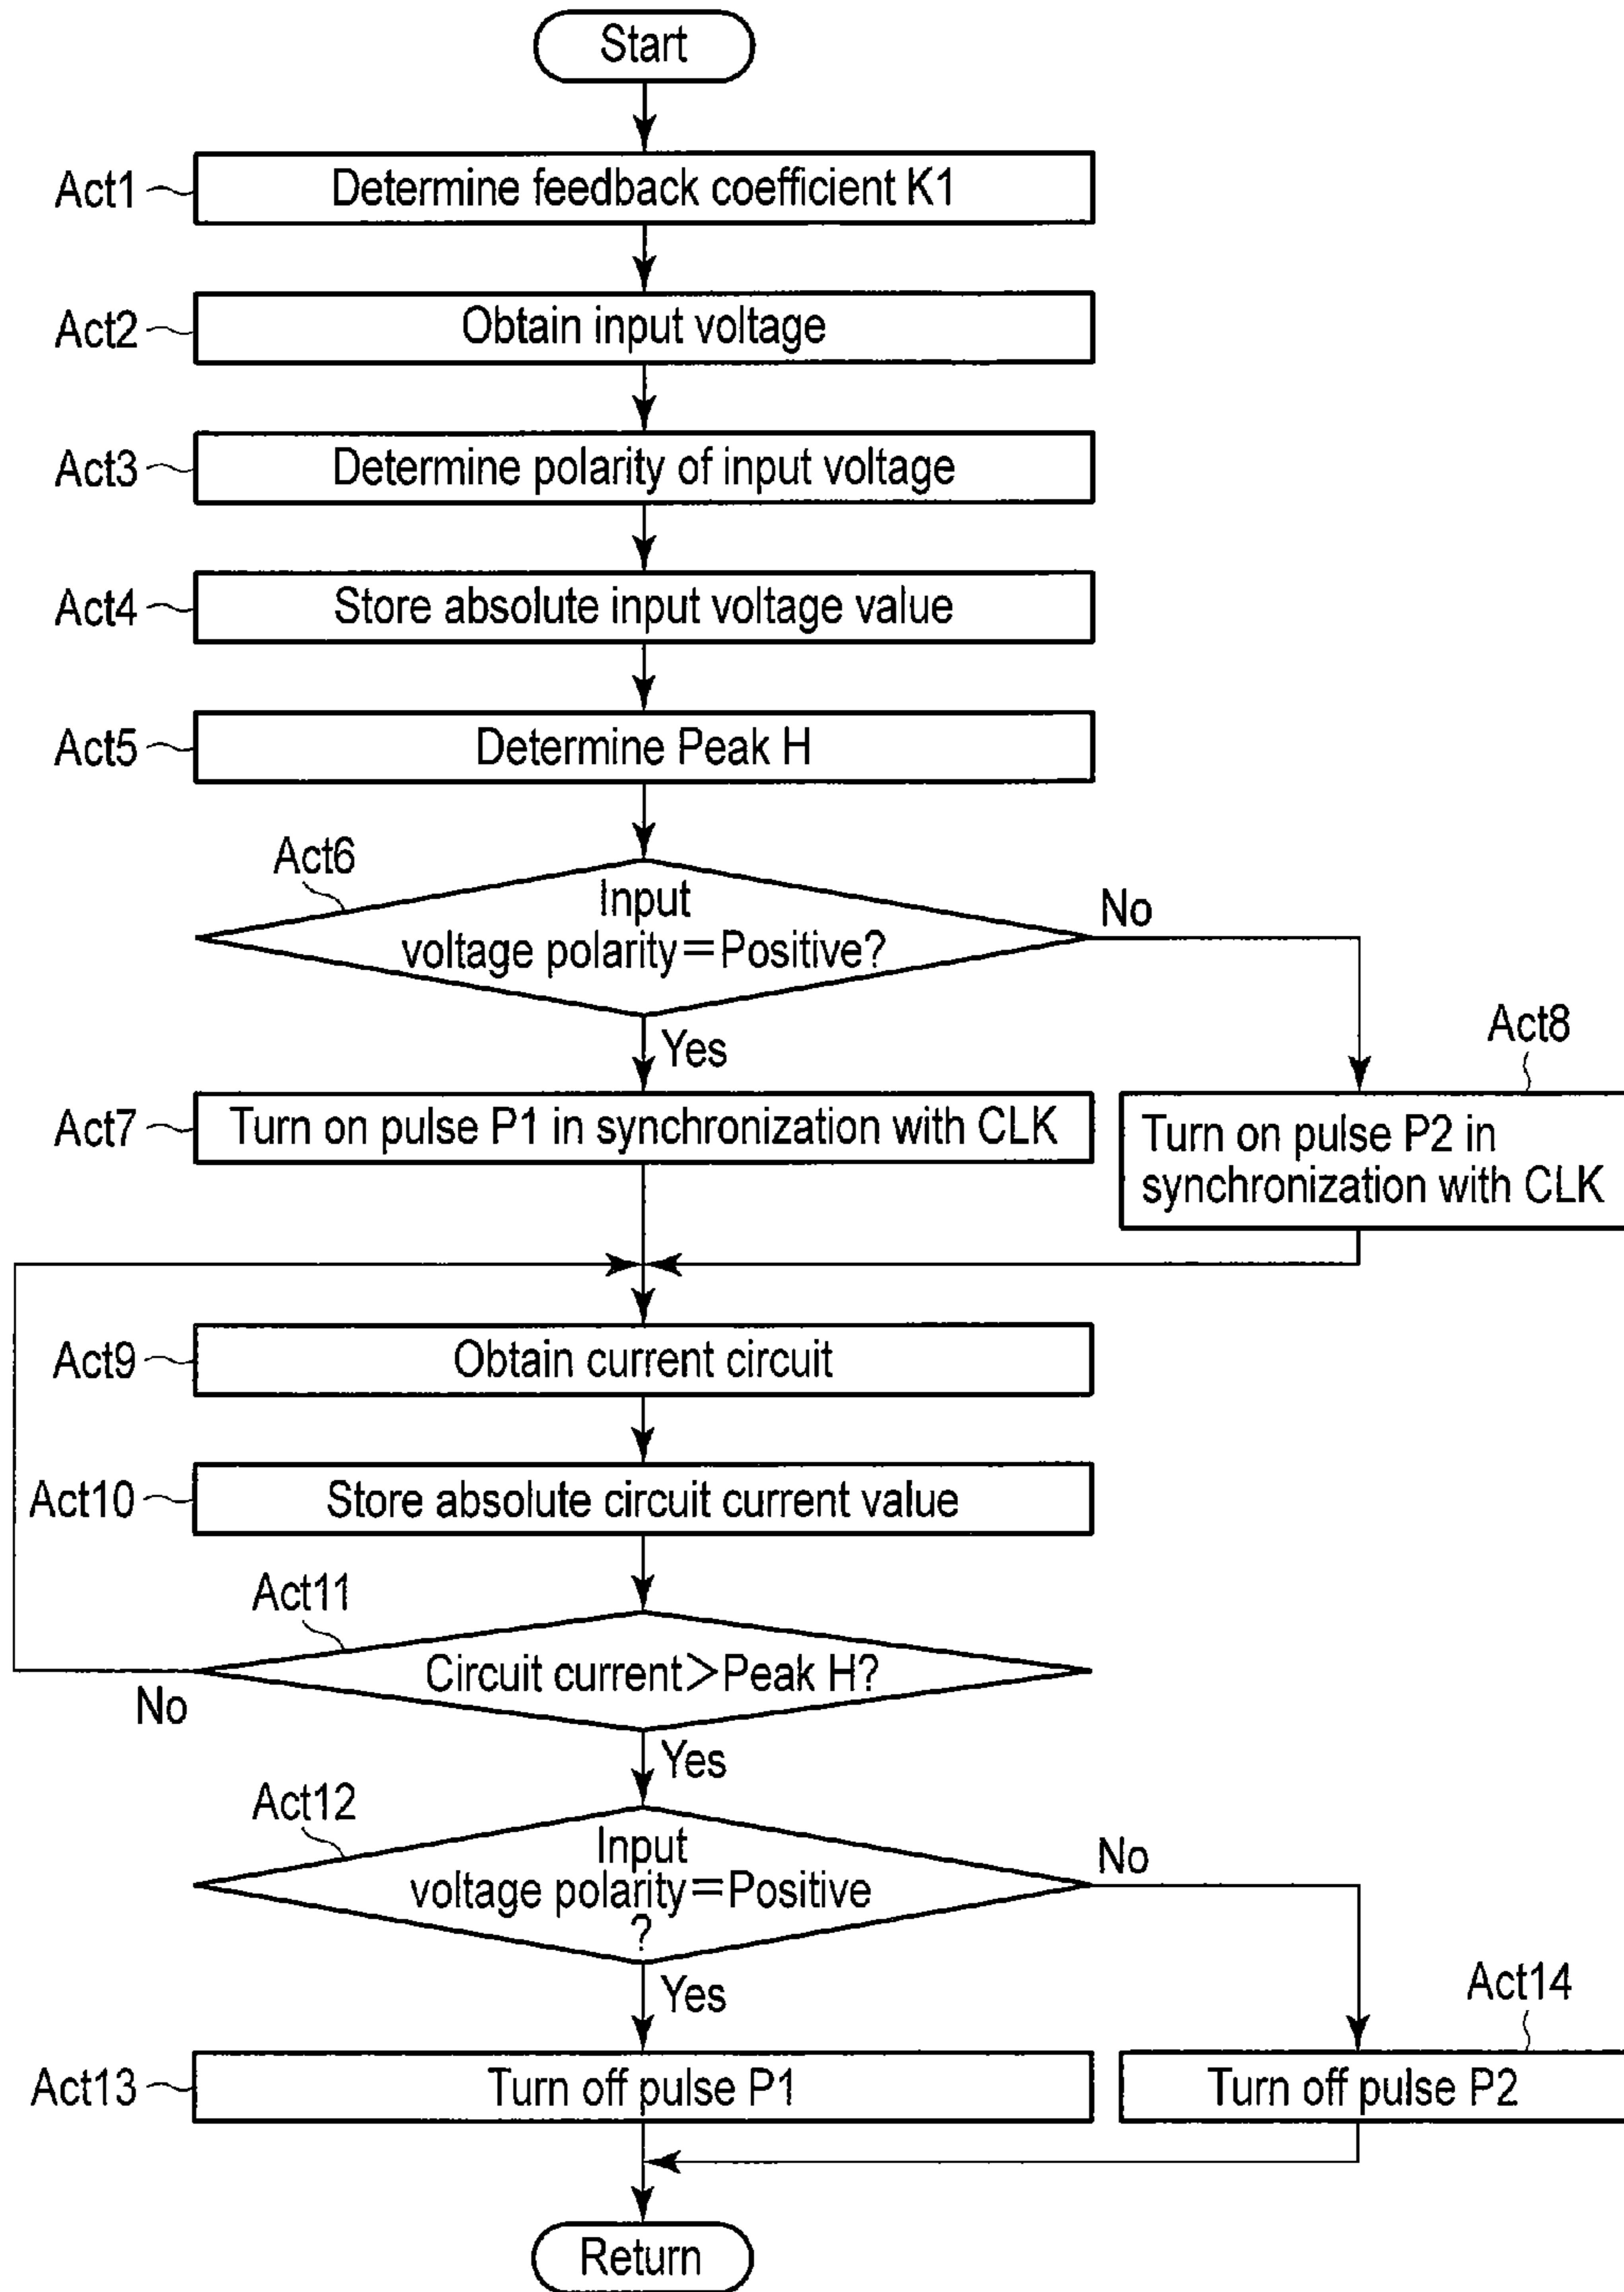 Start
Act1
Determine feedback coefficient K1
Act2
Obtain input voltage
Act3
Determine polarity of input voltage
Act4
Store absolute input voltage value
Act5
Determine Peak H
Act6
Input
voltage polarity=Positive?
No
Yes
Act8
Act7
Turn on pulse P1 in synchronization with CLK
Turn on pulse P2 in
synchronization with CLK
Act9
Obtain current circuit
Act10
Store absolute circuit current value
Act11
Circuit current>Peak H?
No
Yes
Act12
Input
voltage polarity=Positive
?
No
Yes
Act14
Act13
Turn off pulse P1
Turn off pulse P2
Return